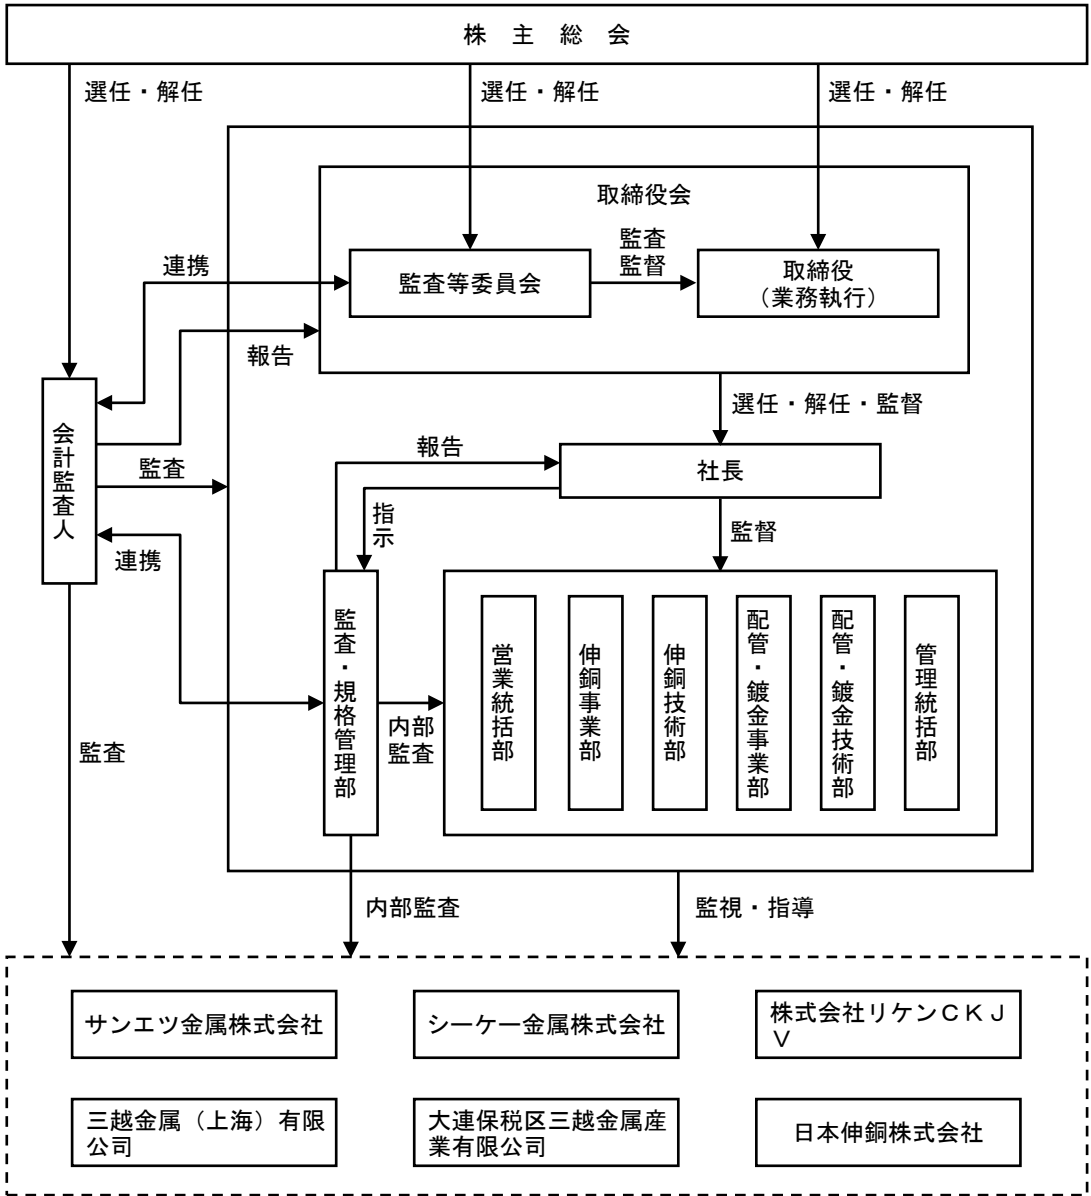 株主総会
選任・解任
選任・解任
選任・解任
取締役会
監査
監督
監査等委員会
取締役
（業務執行）
連携
報告
選任・解任・監督
会計監査人
監査
報告
社長
指示
監督
連携
監査・規格管理部
内部
監査
営業統括部
伸銅事業部
伸銅技術部
配管・鍍金事業部
配管・鍍金技術部
管理統括部
監査
内部監査
監視・指導
サンエツ金属株式会社
シーケー金属株式会社
株式会社リケンＣＫＪ
Ｖ
三越金属（上海）有限
公司
大連保税区三越金属産
業有限公司
日本伸銅株式会社